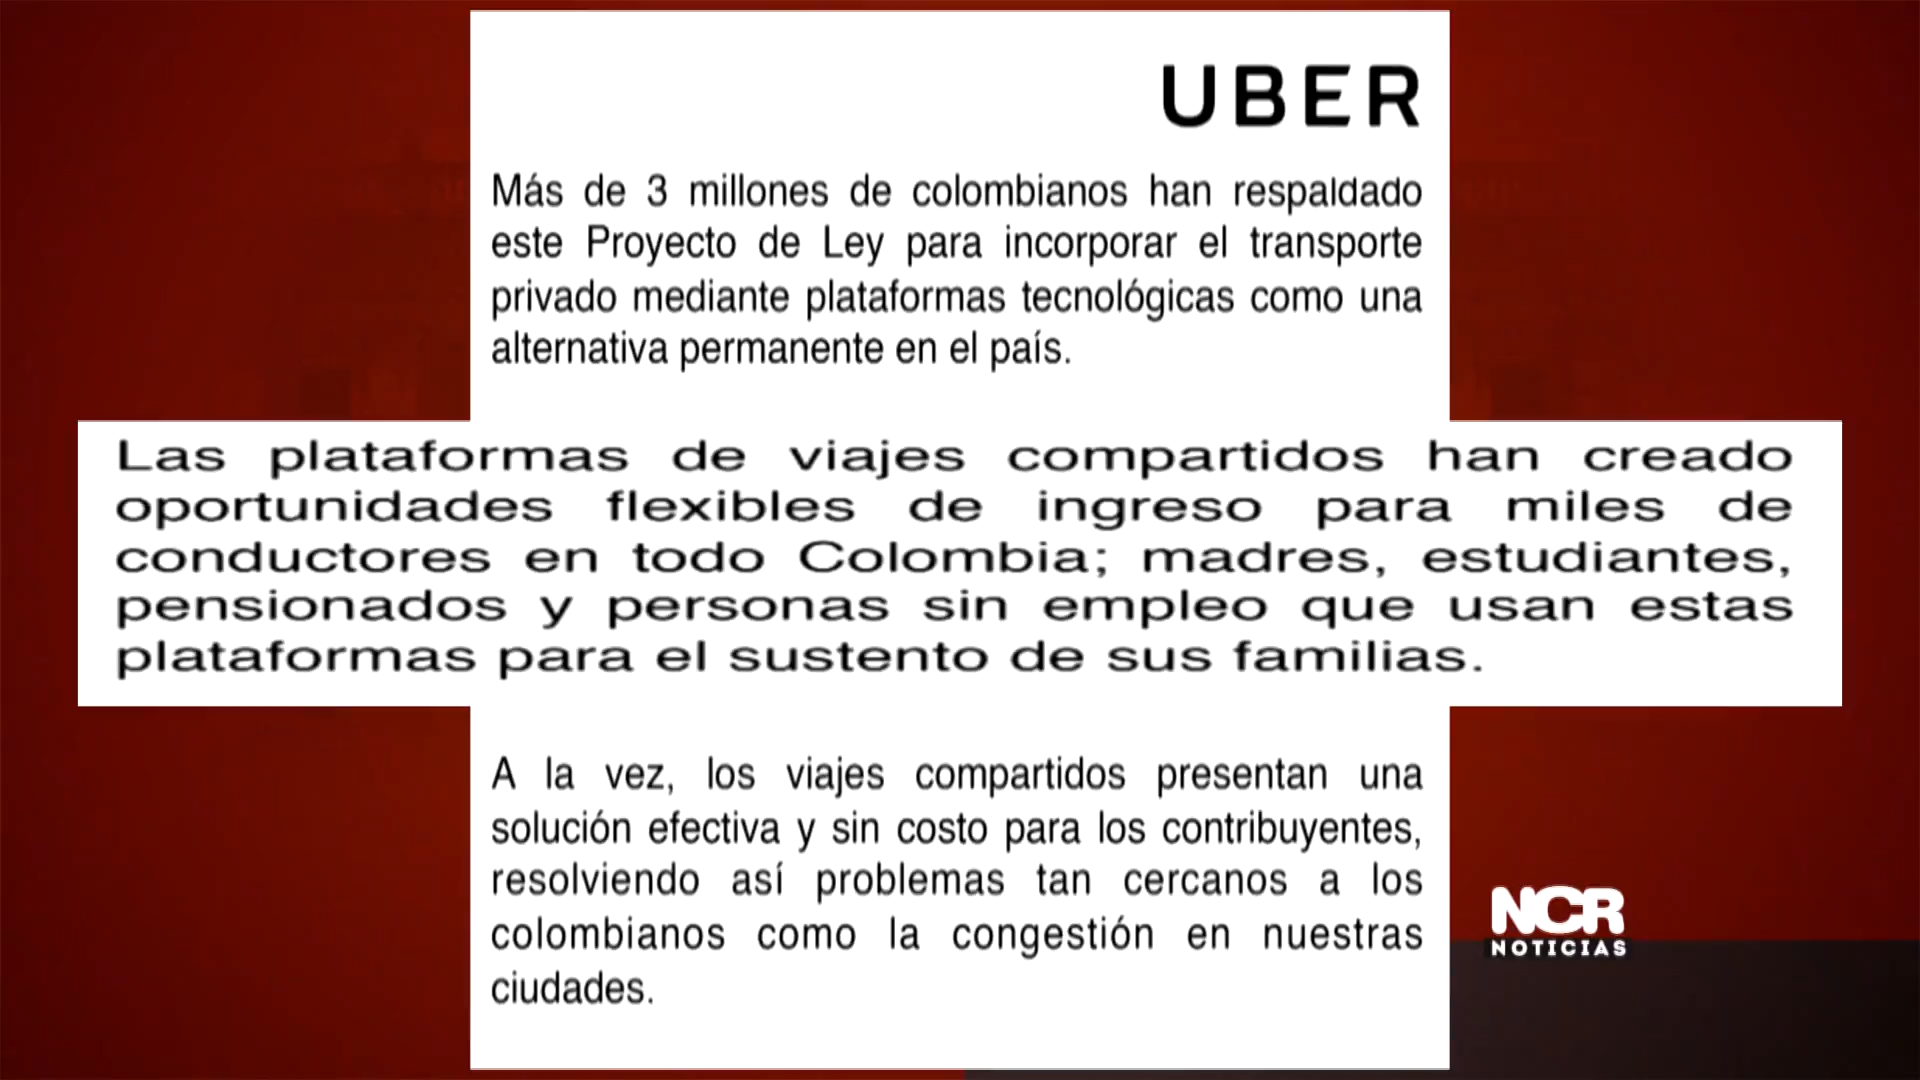 UBER
Más de 3 millones de colombianos han respaldado
este Proyecto de Ley para incorporar el transporte
privado mediante plataformas tecnológicas como una
alternativa permanente en el país.
Las plataformas de viajes compartidos han creado
oportunidades flexibles de ingreso para miles de
conductores en todo Colombia; madres, estudiantes,
pensionados y personas sin empleo que usan estas
plataformas para el sustento de sus familias.
A la vez, los viajes compartidos presentan una
solución efectiva y sin costo para los contribuyentes,
resolviendo así problemas tan cercanos a los
colombianos como la congestión en nuestras
ciudades.
NCR
NOTICIAS